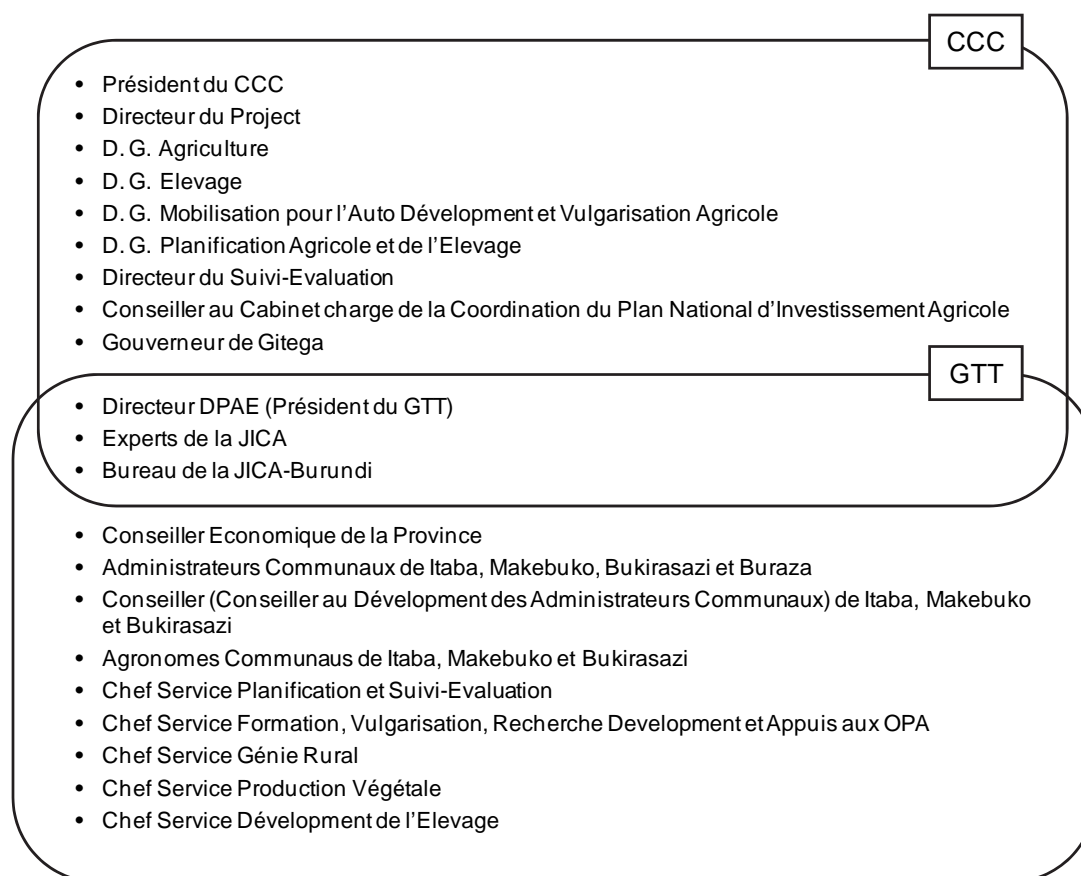 CCC
• Président du CCC
• Directeur du Project
• D. G. Agriculture
• D. G. Elevage
• D. G. Mobilisation pour l'Auto Dévelopment et Vulgarisation Agricole
• D. G. Planification Agricole et de l'Elevage
• Directeur du Suivi-Evaluation
• Conseiller au Cabinet charge de la Coordination du Plan National d'Investissement Agricole
• Gouverneur de Gitega
GTT
• Directeur DPAE (Président du GTT)
• Experts de la JICA
• Bureau de la JICA-Burundi
• Conseiller Economique de la Province
• Administrateurs Communaux de Itaba, Makebuko, Bukirasazi et Buraza
• Conseiller (Conseiller au Dévelopment des Administrateurs Communaux) de Itaba, Makebuko
et Bukirasazi
• Agronomes Communaus de Itaba, Makebuko et Bukirasazi
• Chef Service Planification et Suivi-Evaluation
• Chef Service Formation, Vulgarisation, Recherche Development et Appuis aux OPA
• Chef Service Génie Rural
• Chef Service Production Végétale
• Chef Service Dévelopment de l'Elevage